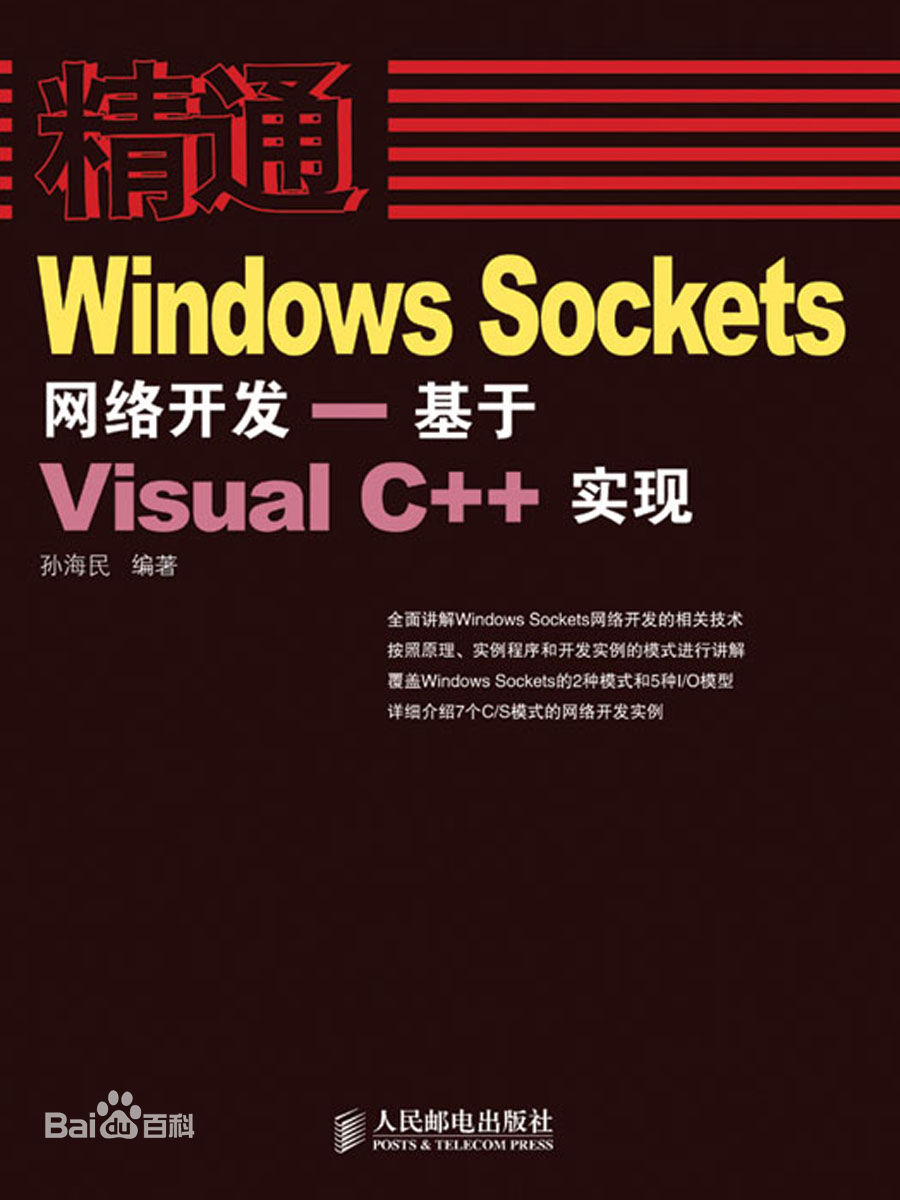 精通
Windows Sockets
网络开发 — 基于
Visual C++ 实现
孙海民 编著
全面讲解Windows Sockets网络开发的相关技术
按照原理、实例程序和开发实例的模式进行讲解
覆盖Windows Sockets的2种模式和5种I/O模型
详细介绍7个C/S模式的网络开发实例
Bai du 百科
人民邮电出版社
POSTS & TELECOM PRESS